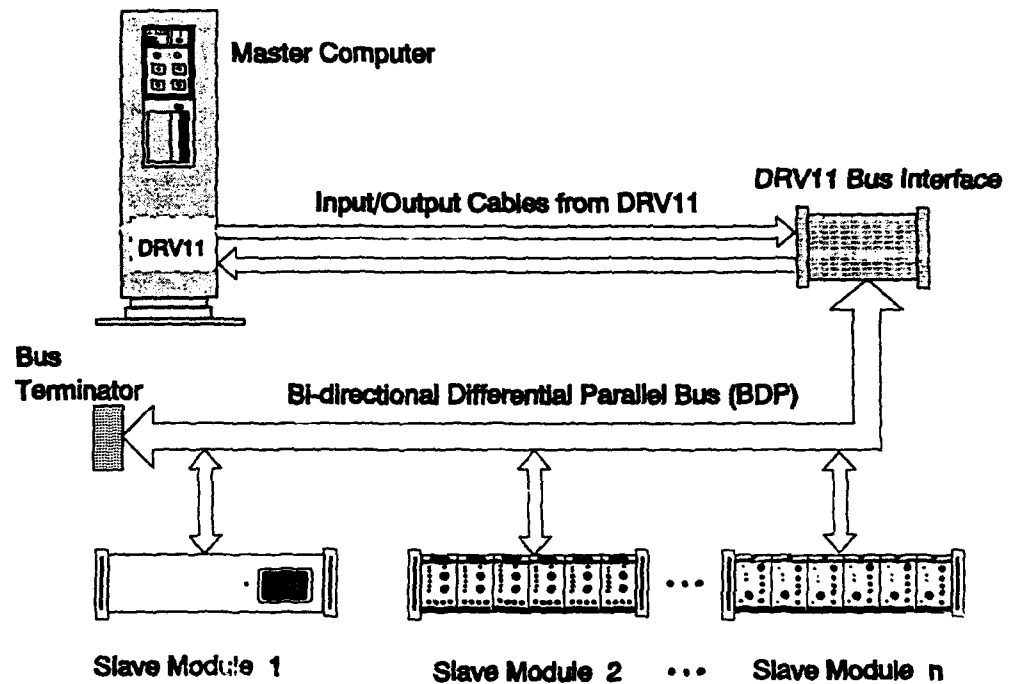 Master Computer
DRV11 Bus Interface
Input/Output Cables from DRV11
DRV11
Bus
Terminator
Bi-directional Differential Parallel Bus (BDP)
Slave Module 1
Slave Module 2
•••
Slave Module n